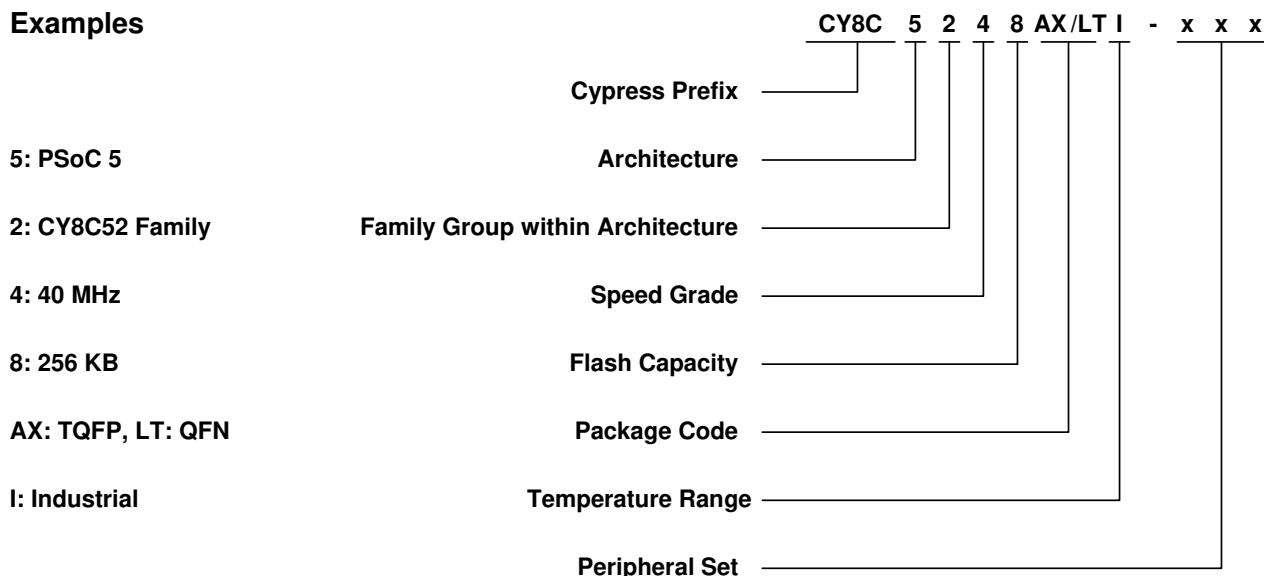 Examples CY8C 5 2 4 8 AX/LT I - x x x
Cypress Prefix
5: PSoC 5 Architecture
2: CY8C52 Family Family Group within Architecture
4: 40 MHz Speed Grade
8: 256 KB Flash Capacity
AX: TQFP, LT: QFN Package Code
I: Industrial Temperature Range
Peripheral Set